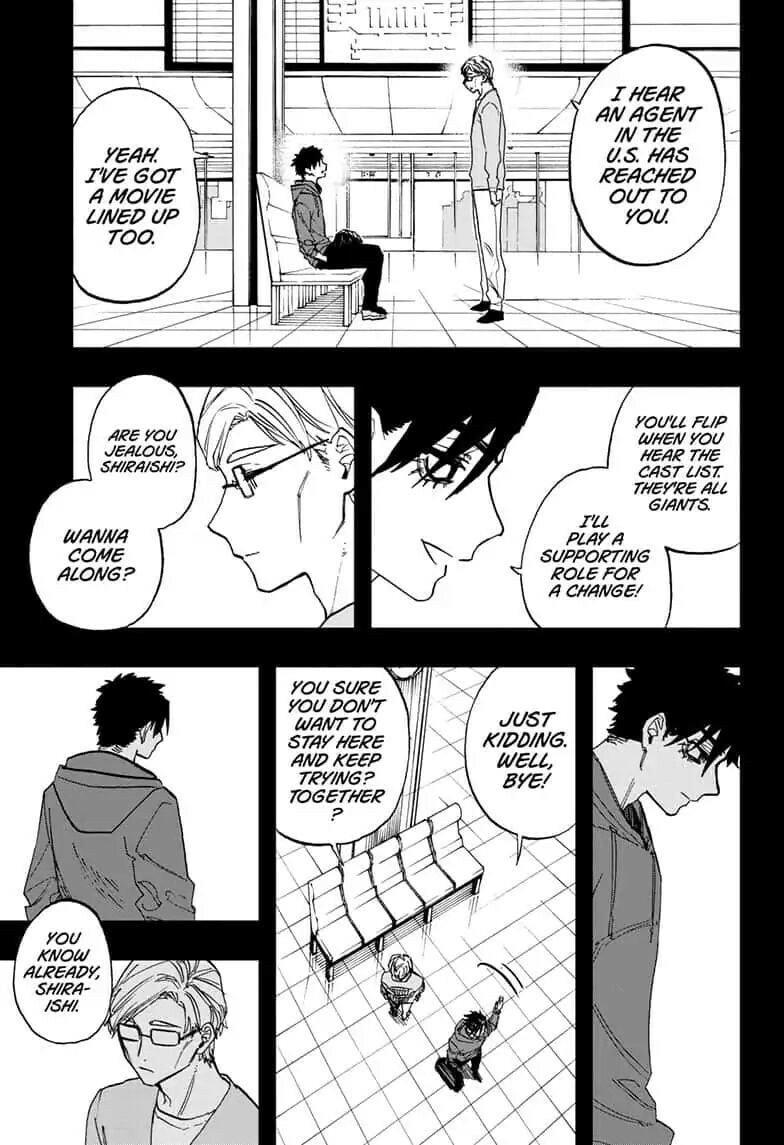 I HEAR
AN AGENT
IN THE
U.S. HAS
REACHED
OUT TO
YOU.
YEAH.
I'VE GOT
A MOVIE
LINED UP
TOO.
YOU'LL FLIP
WHEN YOU
HEAR THE
CAST LIST.
THEY'RE ALL
GIANTS.
I'LL
PLAY A
SUPPORTING
ROLE FOR
A CHANGE!
ARE YOU
JEALOUS,
SHIRAISHI?
WANNA
COME
ALONG?
JUST
KIDDING.
WELL,
BYE!
YOU SURE
YOU DON'T
WANT TO
STAY HERE
AND KEEP
TRYING?
TOGETHER
?
YOU
KNOW
ALREADY,
SHIRA-
ISHI.